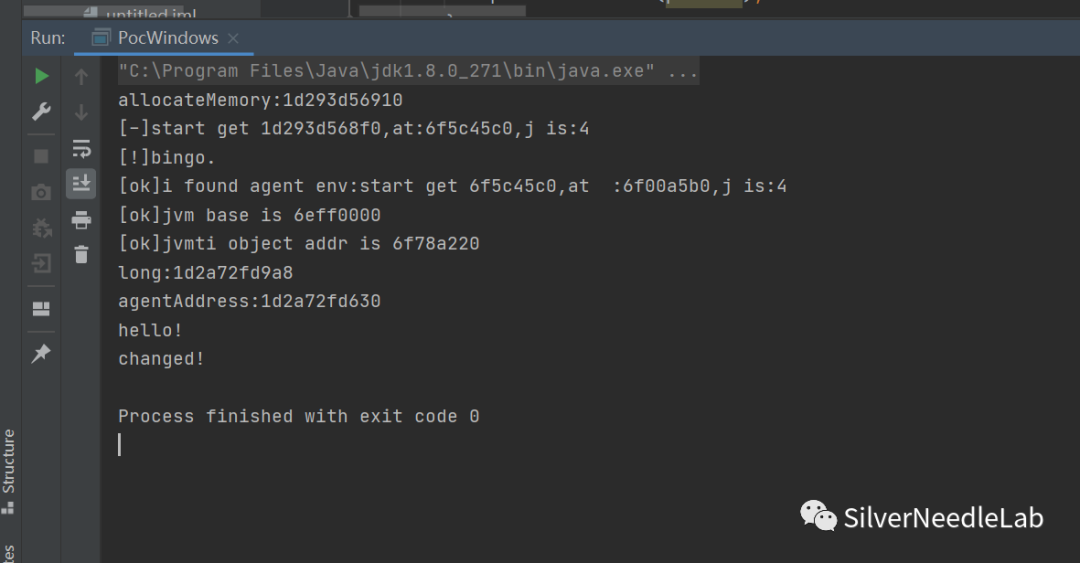 untitled.iml
Run: PocWindows
"C:\Program Files\Java\jdk1.8.0_271\bin\java.exe" ...
allocateMemory:1d293d56910
[-]start get 1d293d568f0,at:6f5c45c0,j is:4
[!]bingo.
[ok]i found agent env:start get 6f5c45c0,at  :6f00a5b0,j is:4
[ok]jvm base is 6eff0000
[ok]jvmti object addr is 6f78a220
long:1d2a72fd9a8
agentAddress:1d2a72fd630
hello!
changed!
Process finished with exit code 0
Structure
SilverNeedleLab